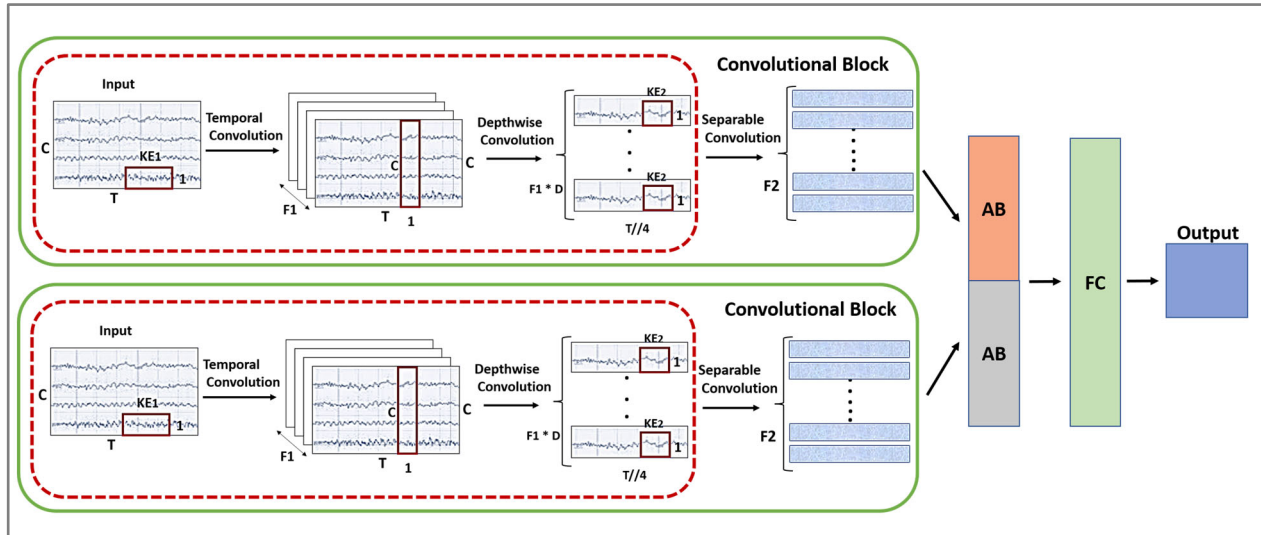 Convolutional Block
Input
C
KE1
1
T
Temporal
Convolution
F1
C
C
T
1
Depthwise
Convolution
KE2
1
F1 * D
KE2
1
T//4
Separable
Convolution
F2
Convolutional Block
Input
C
KE1
1
T
Temporal
Convolution
F1
C
C
T
1
Depthwise
Convolution
KE2
1
F1 * D
KE2
1
T//4
Separable
Convolution
F2
AB
AB
FC
Output